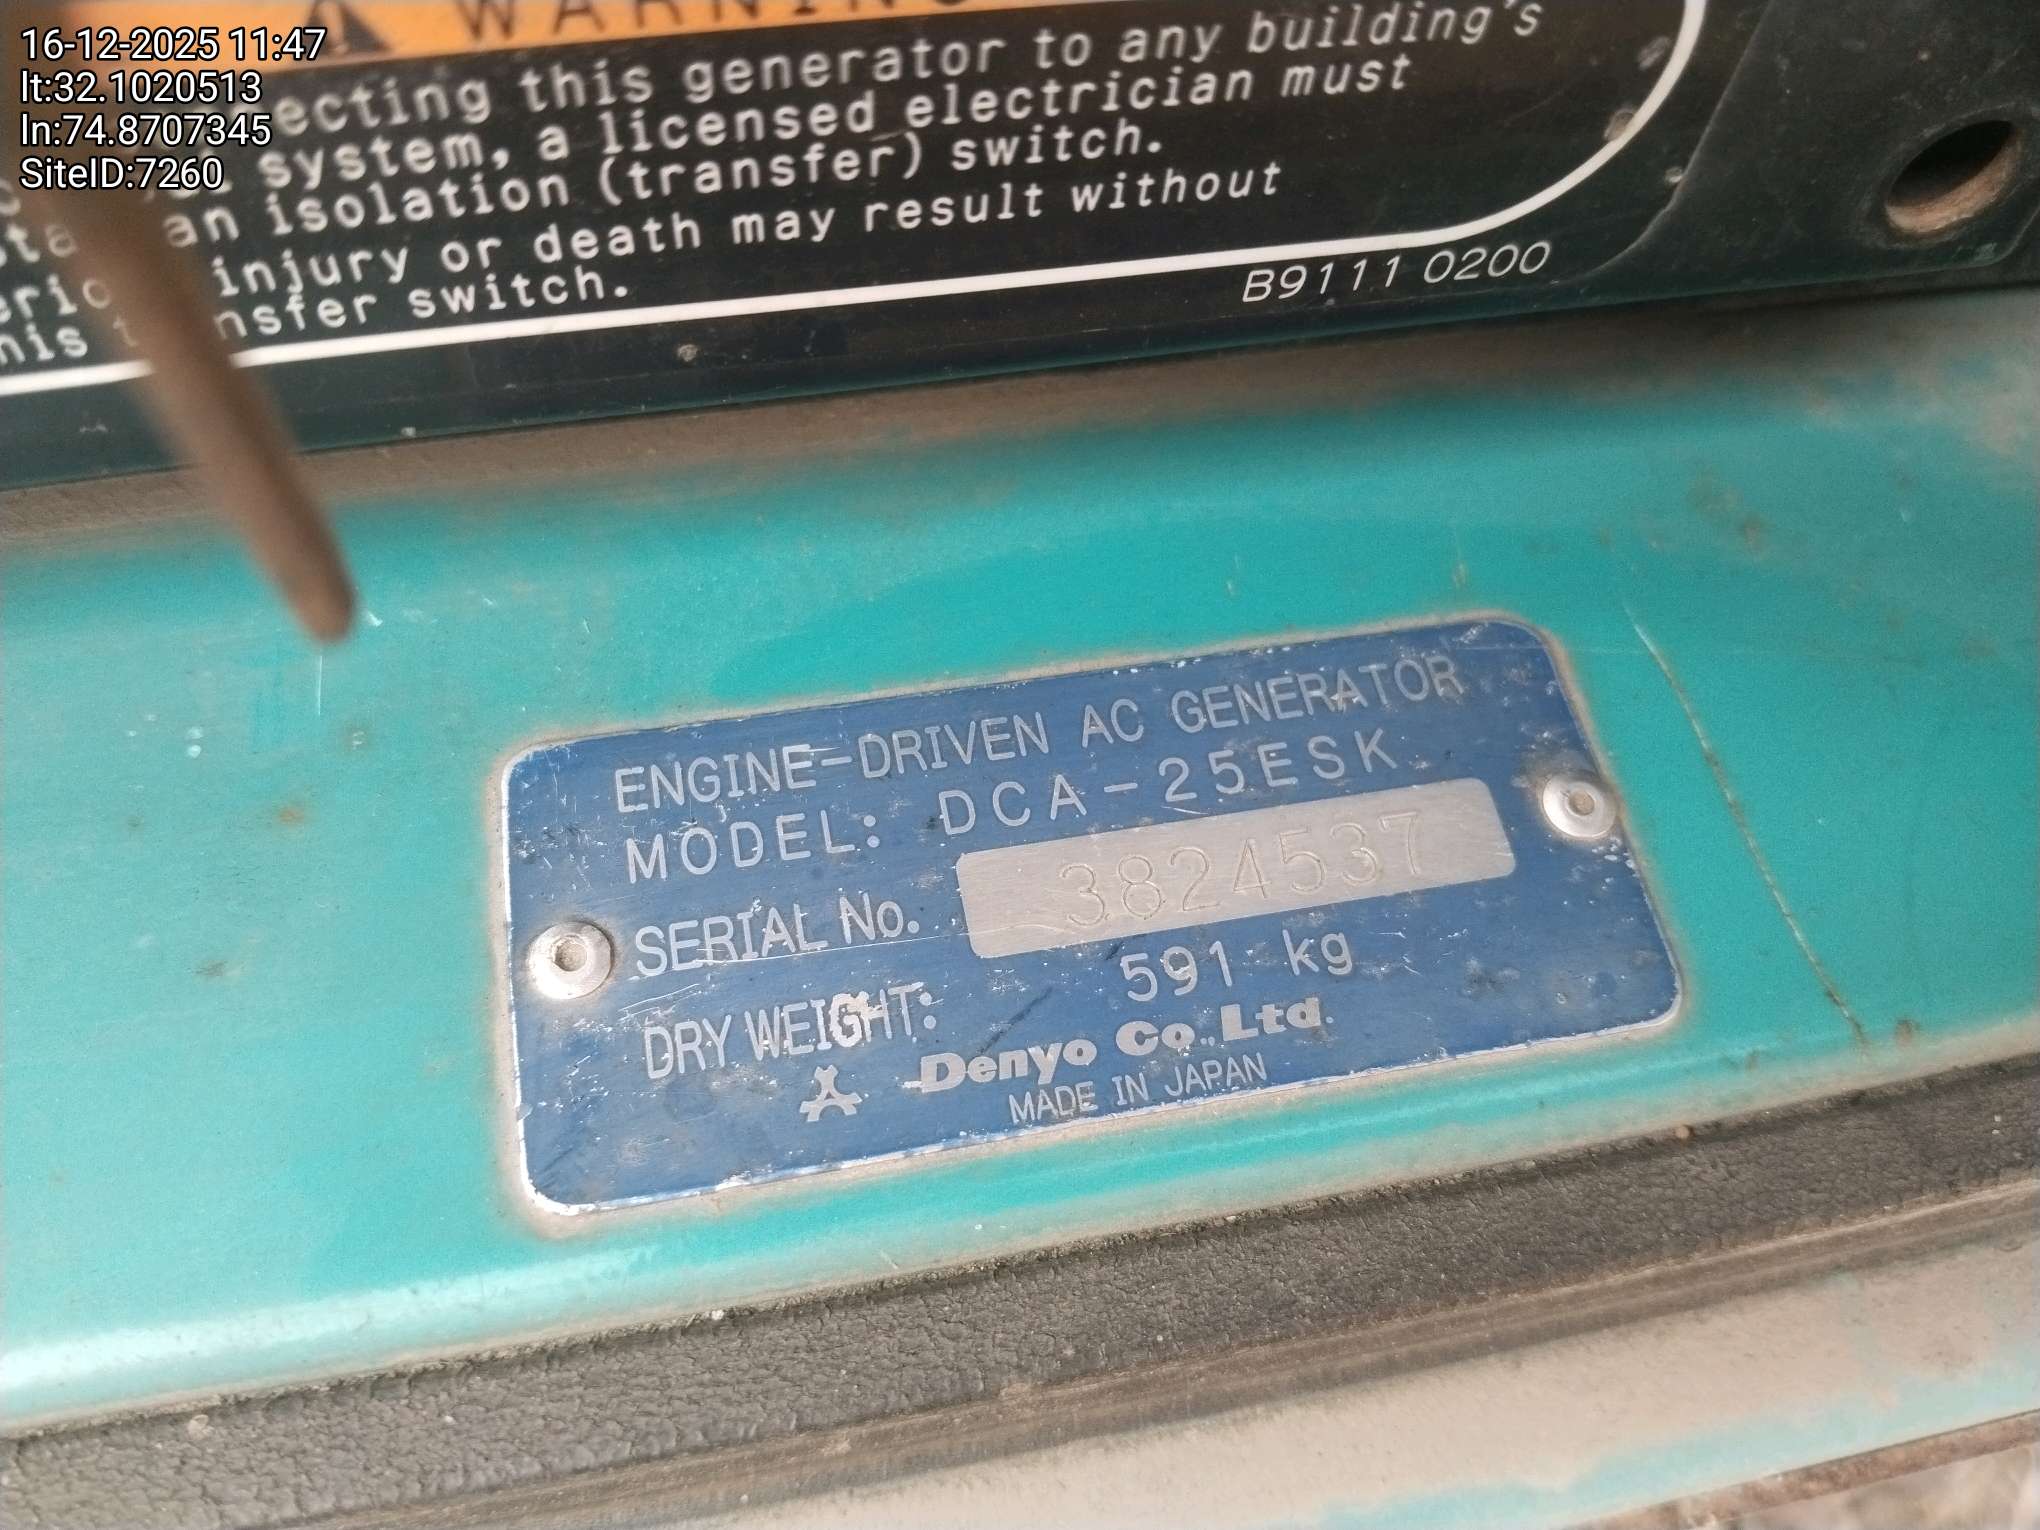 16-12-2025 11:47
lt:32.1020513
ln:74.8707345
SiteID:7260
WARNING
ecting this generator to any building's
system, a licensed electrician must
an isolation (transfer) switch.
injury or death may result without
switch.
B9111 0200
ENGINE-DRIVEN AC GENERATOR
MODEL: DCA-25ESK
SERIAL No. 3824537
DRY WEIGHT: 591 kg
Denyo Co.,Ltd.
MADE IN JAPAN